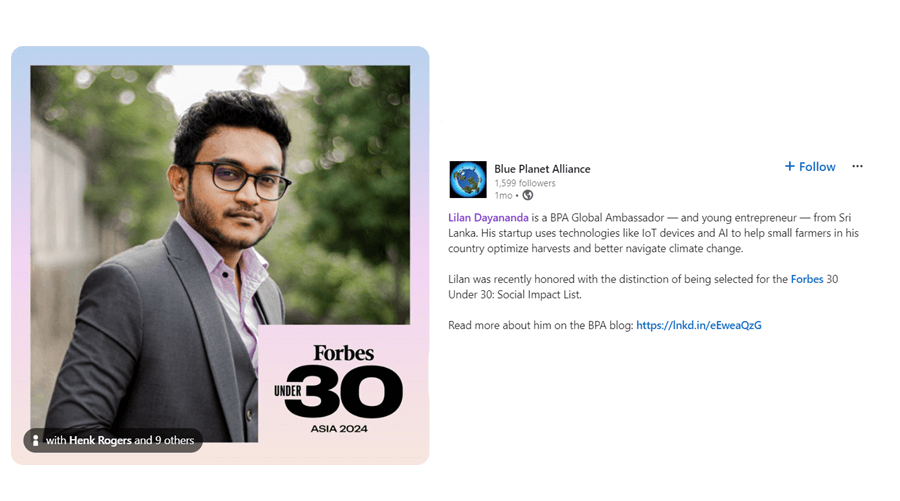 Forbes
UNDER 30
ASIA 2024
with Henk Rogers and 9 others
Blue Planet Alliance
+ Follow
1,599 followers
1mo •
Lilan Dayananda is a BPA Global Ambassador — and young entrepreneur — from Sri
Lanka. His startup uses technologies like IoT devices and AI to help small farmers in his
country optimize harvests and better navigate climate change.
Lilan was recently honored with the distinction of being selected for the Forbes 30
Under 30: Social Impact List.
Read more about him on the BPA blog: https://lnkd.in/eEweaQzG